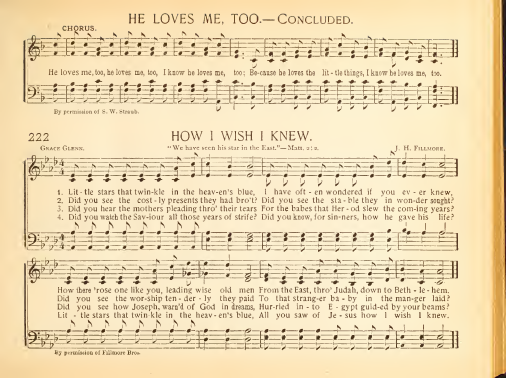 HE LOVES ME, TOO.—CONCLUDED.
CHORUS.
He loves me, too, he loves me, too, I know he loves me, too; Be-cause he loves the lit-tle things, I know he loves me, too.
By permission of S. W. Straub.
222
HOW I WISH I KNEW.
GRACE GLENN.
"We have seen his star in the East."—Matt. 2:2.
J. H. FILLMORE.
1. Lit-tle stars that twin-kle in the heav-en's blue, I have oft-en wondered if you ev-er knew,
2. Did you see the cost-ly presents they had bro't? Did you see the sta-ble they in won-der sought?
3. Did you hear the mothers pleading thro' their tears For the babes that Her-od slew the com-ing years?
4. Did you watch the Sav-iour all those years of strife? Did you know, for sin-ners, how he gave his life?
How there 'rose one like you, leading wise old men From the East, thro' Judah, down to Beth-le-hem.
Did you see the wor-ship ten-der-ly they paid To that strang-er ba-by in the man-ger laid?
Did you see how Joseph, warn'd of God in dreams, Hur-ried in-to E-gypt guid-ed by your beams?
Lit-tle stars that twin-kle in the heav-en's blue, All you saw of Je-sus how I wish I knew.
By permission of Fillmore Bros.